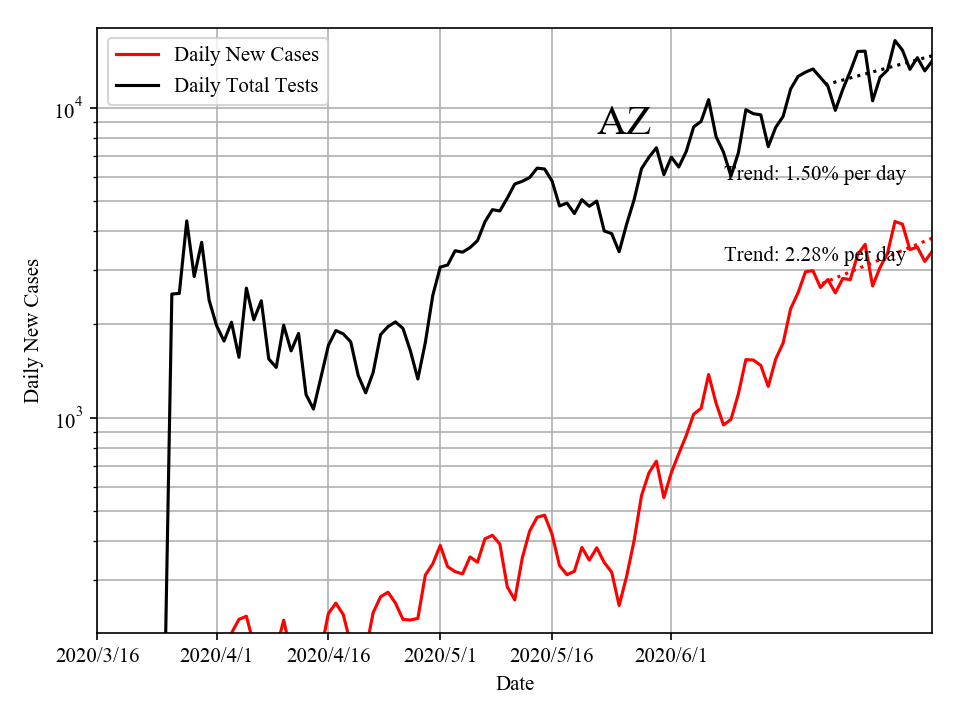 Daily New Cases
Daily Total Tests
10^4
AZ
Trend: 1.50% per day
Trend: 2.28% per day
Daily New Cases
10^3
2020/3/16 2020/4/1 2020/4/16 2020/5/1 2020/5/16 2020/6/1
Date